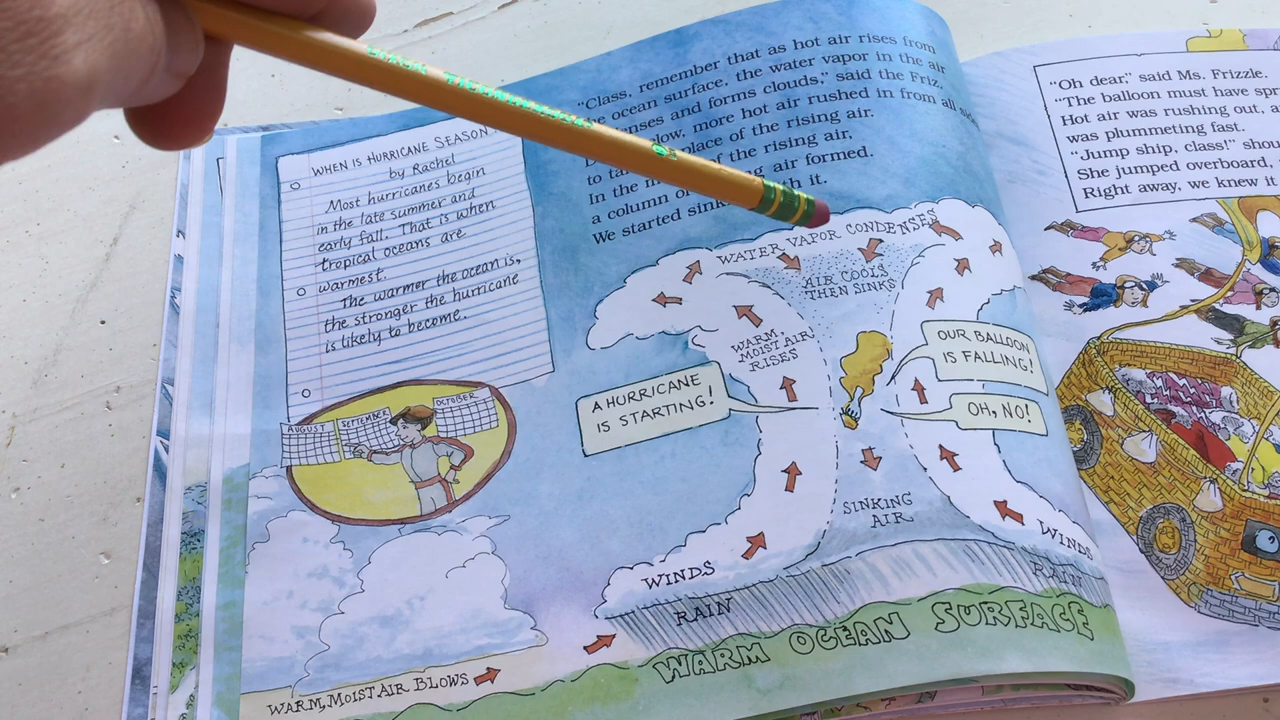 WHEN IS HURRICANE SEASON?
by Rachel
Most hurricanes begin
in the late summer and
early fall. That is when
tropical oceans are
warmest.
The warmer the ocean is,
the stronger the hurricane
is likely to become.
AUGUST
SEPTEMBER
OCTOBER
"Class, remember that as hot air rises from
the ocean surface, the water vapor in the air
and forms clouds," said the Friz.
more hot air rushed in from all
to place of the rising air.
In the of the rising air,
a column air formed.
We started it.
WATER VAPOR CONDENSES
AIR COOLS
THEN SINKS
WARM
MOIST AIR
RISES
A HURRICANE
IS STARTING!
OUR BALLOON
IS FALLING!
OH, NO!
SINKING
AIR
WINDS
WINDS
RAIN
RAIN
WARM OCEAN SURFACE
WARM, MOIST AIR BLOWS
"Oh dear," said Ms. Frizzle.
"The balloon must have
Hot air was rushing out,
was plummeting fast.
"Jump ship, class!"
She jumped overboard,
Right away, we knew it